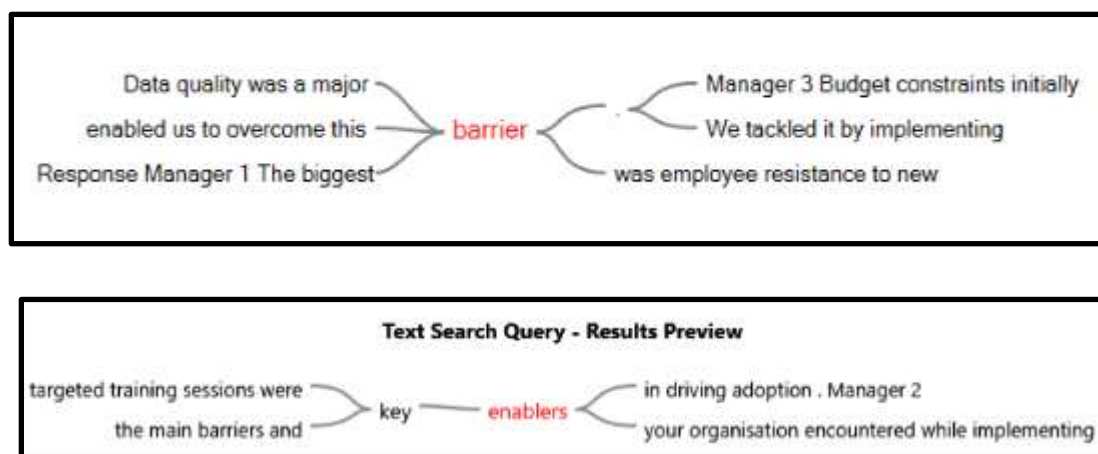 Data quality was a major
enabled us to overcome this
Response Manager 1 The biggest
barrier
.
Manager 3 Budget constraints initially
We tackled it by implementing
was employee resistance to new
Text Search Query - Results Preview
targeted training sessions were
the main barriers and
key
enablers
in driving adoption . Manager 2
your organisation encountered while implementing